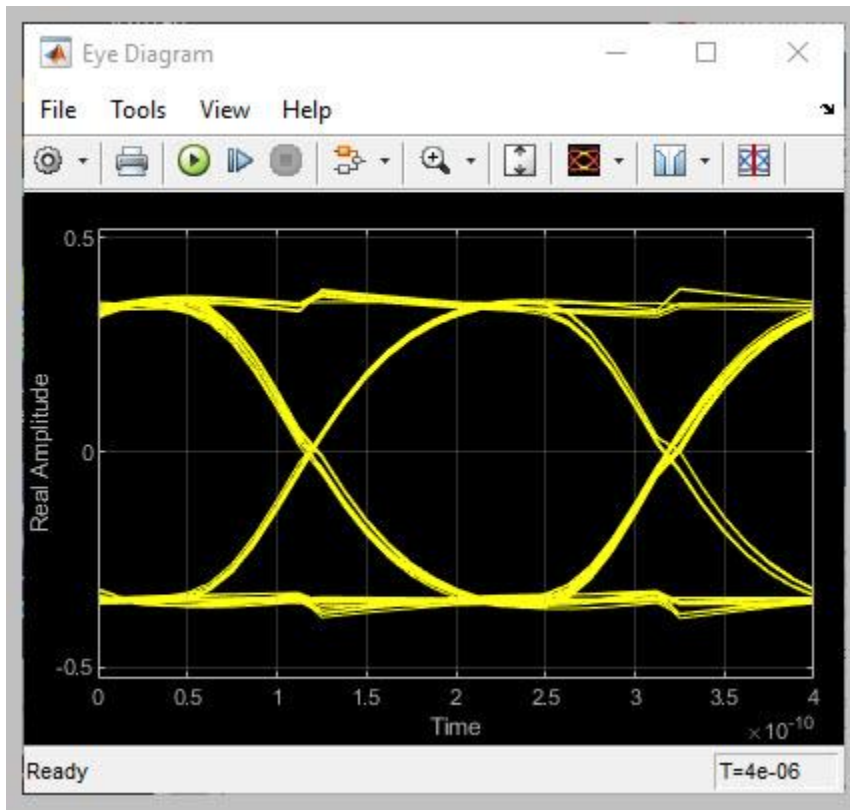 Eye Diagram
File Tools View Help
0.5
0
-0.5
Real Amplitude
0 0.5 1 1.5 2 2.5 3 3.5 4
Time
×10⁻¹⁰
Ready T=4e-06